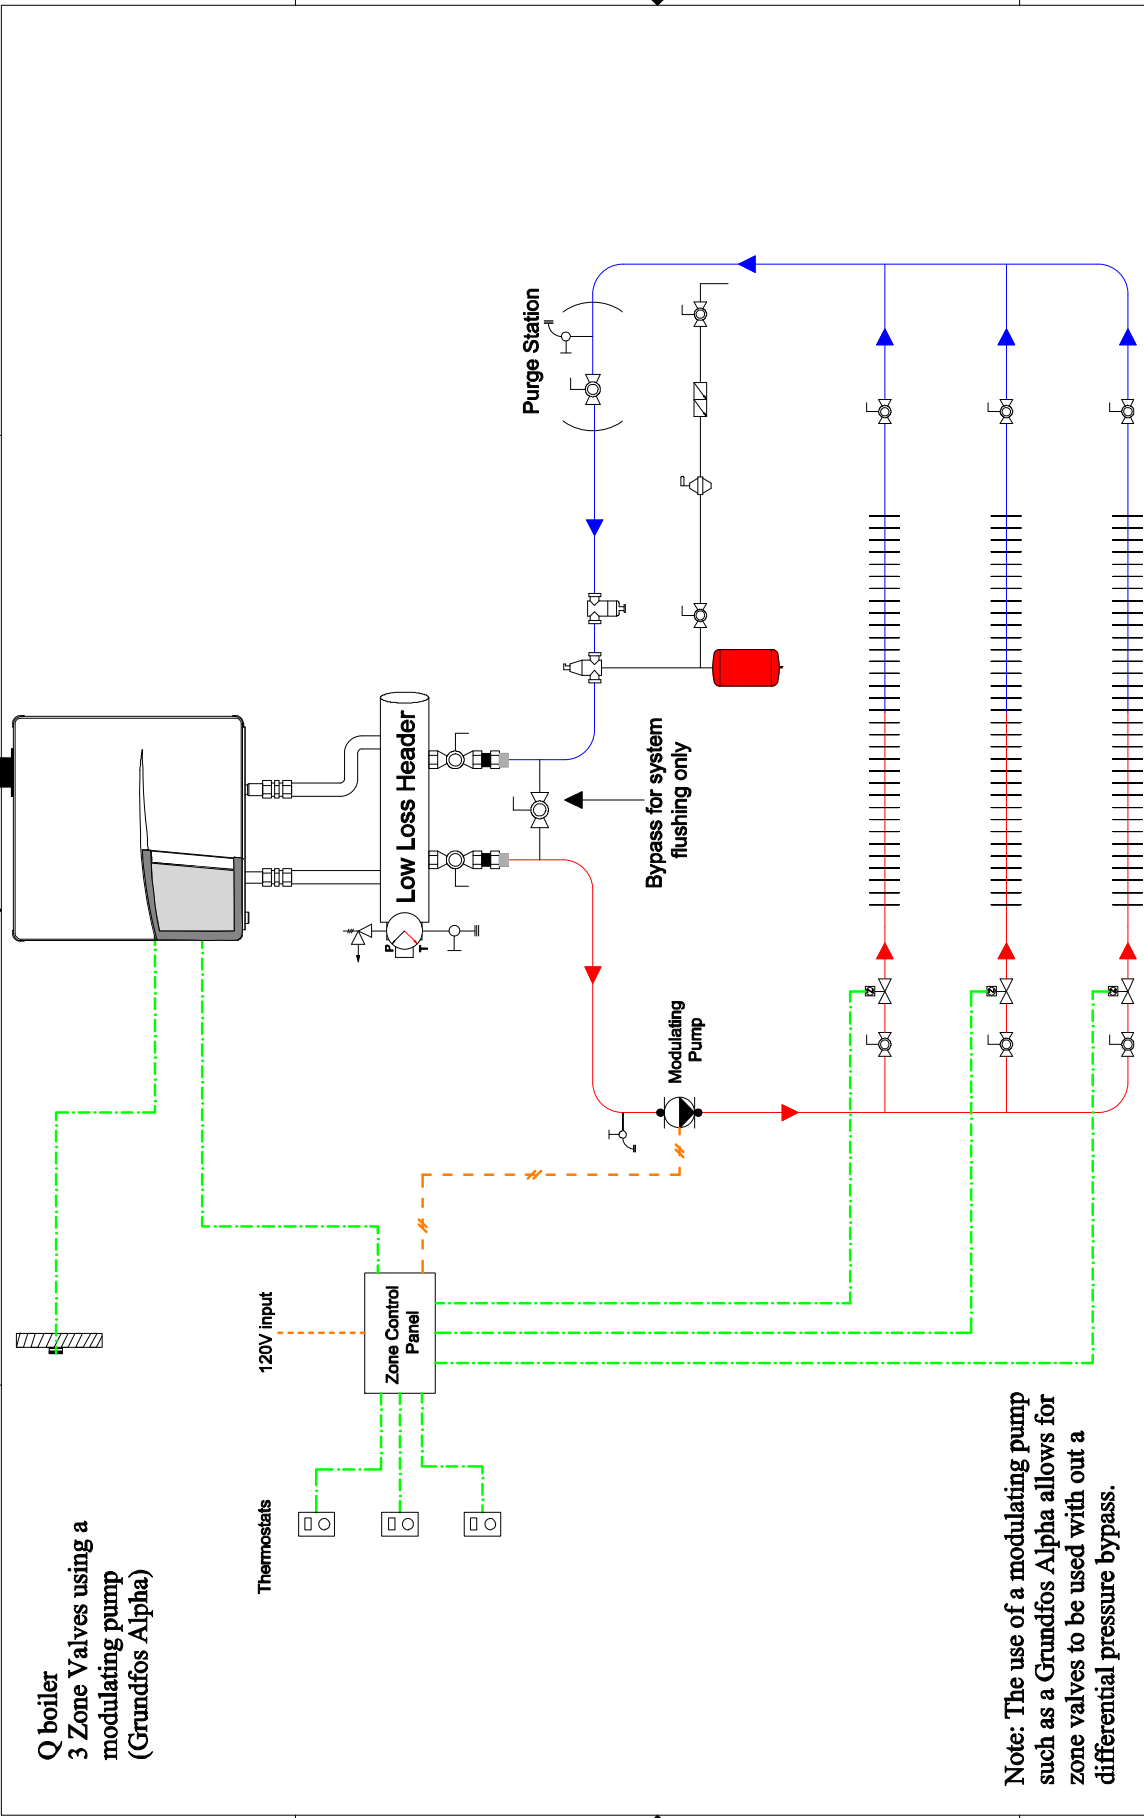 Q boiler
3 Zone Valves using a
modulating pump
(Grundfos Alpha)
Thermostats
120V input
Zone Control
Panel
Low Loss Header
P
T
Purge Station
Bypass for system
flushing only
Modulating
Pump
Note: The use of a modulating pump
such as a Grundfos Alpha allows for
zone valves to be used with out a
differential pressure bypass.